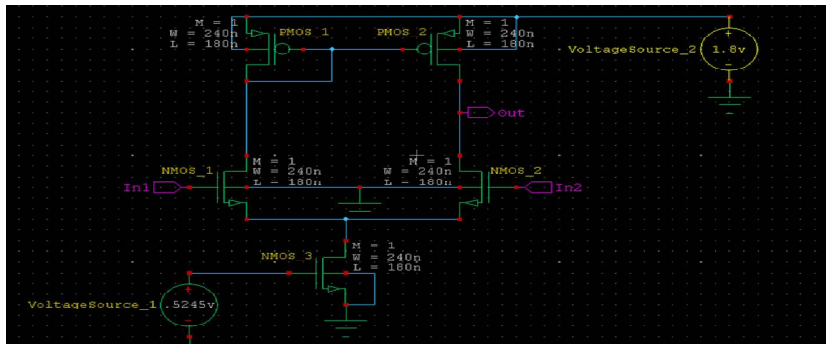 M = 1
W = 240n
L = 180n
PMOS_1
PMOS_2
M = 1
W = 240n
L = 180n
VoltageSource_2
+
1.8v
-
Out
NMOS_1
M = 1
W = 240n
L = 180n
M = 1
W = 240n
L = 180n
NMOS_2
In1
In2
NMOS_3
M = 1
W = 240n
L = 180n
VoltageSource_1
+
.5245v
-